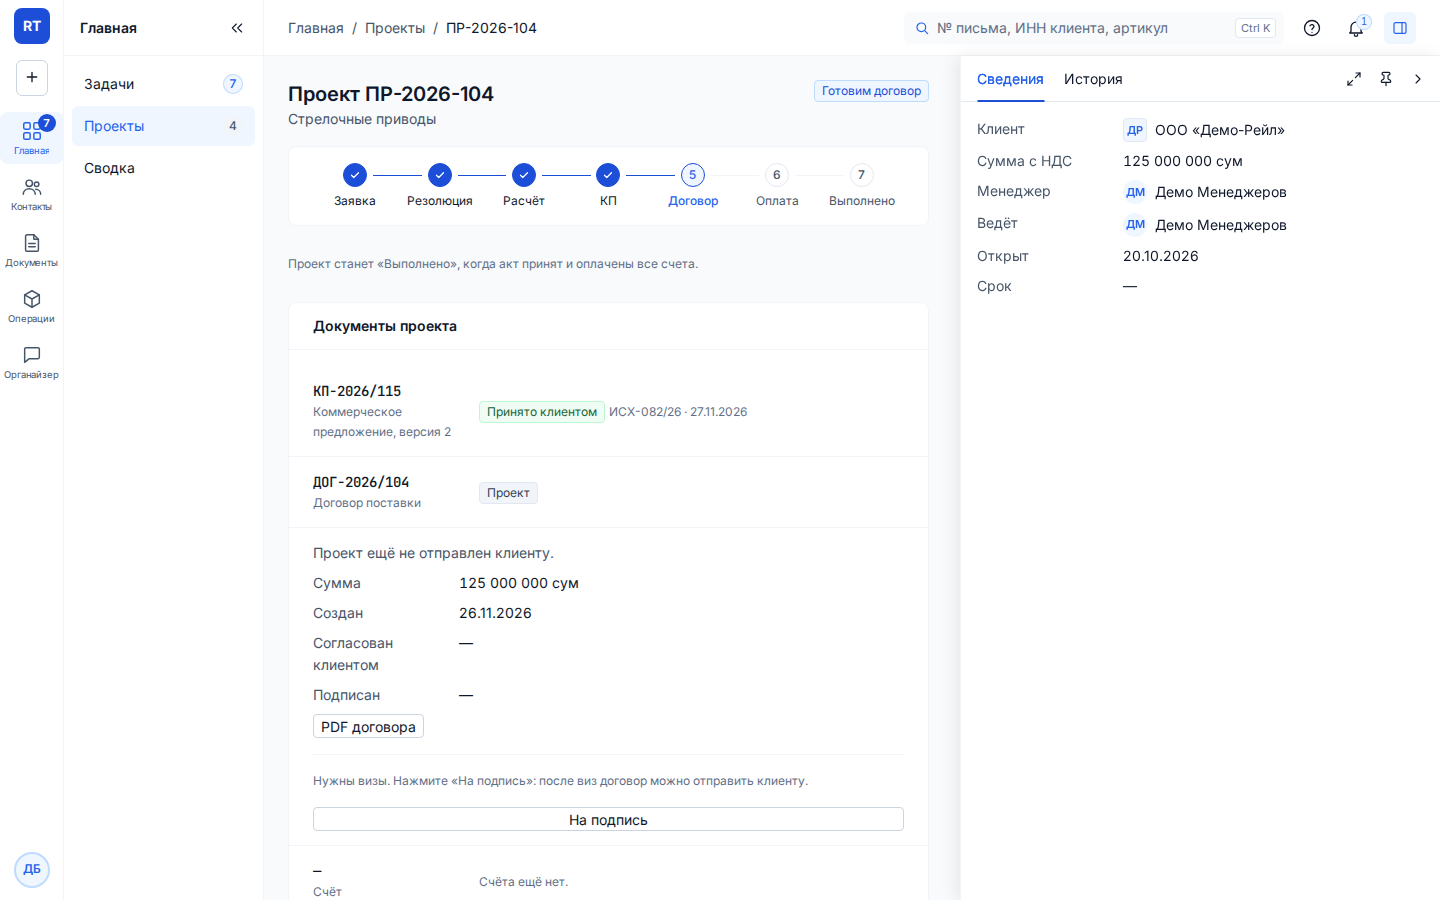 RT
Главная
Главная / Проекты / ПР-2026-104
№ письма, ИНН клиента, артикул
Ctrl K
1
7
Главная
Контакты
Документы
Операции
Органайзер
ДБ
Задачи
7
Проекты
4
Сводка
Проект ПР-2026-104
Готовим договор
Стрелочные приводы
5
6
7
Заявка
Резолюция
Расчёт
КП
Договор
Оплата
Выполнено
Проект станет «Выполнено», когда акт принят и оплачены все счета.
Документы проекта
КП-2026/115
Коммерческое
предложение, версия 2
Принято клиентом ИСХ-082/26 · 27.11.2026
ДОГ-2026/104
Договор поставки
Проект
Проект ещё не отправлен клиенту.
Сумма 125 000 000 сум
Создан 26.11.2026
Согласован —
клиентом
Подписан —
PDF договора
Нужны визы. Нажмите «На подпись»: после виз договор можно отправить клиенту.
На подпись
—
Счёт
Счёта ещё нет.
Сведения
История
Клиент ДР ООО «Демо-Рейл»
Сумма с НДС 125 000 000 сум
Менеджер ДМ Демо Менеджеров
Ведёт ДМ Демо Менеджеров
Открыт 20.10.2026
Срок —